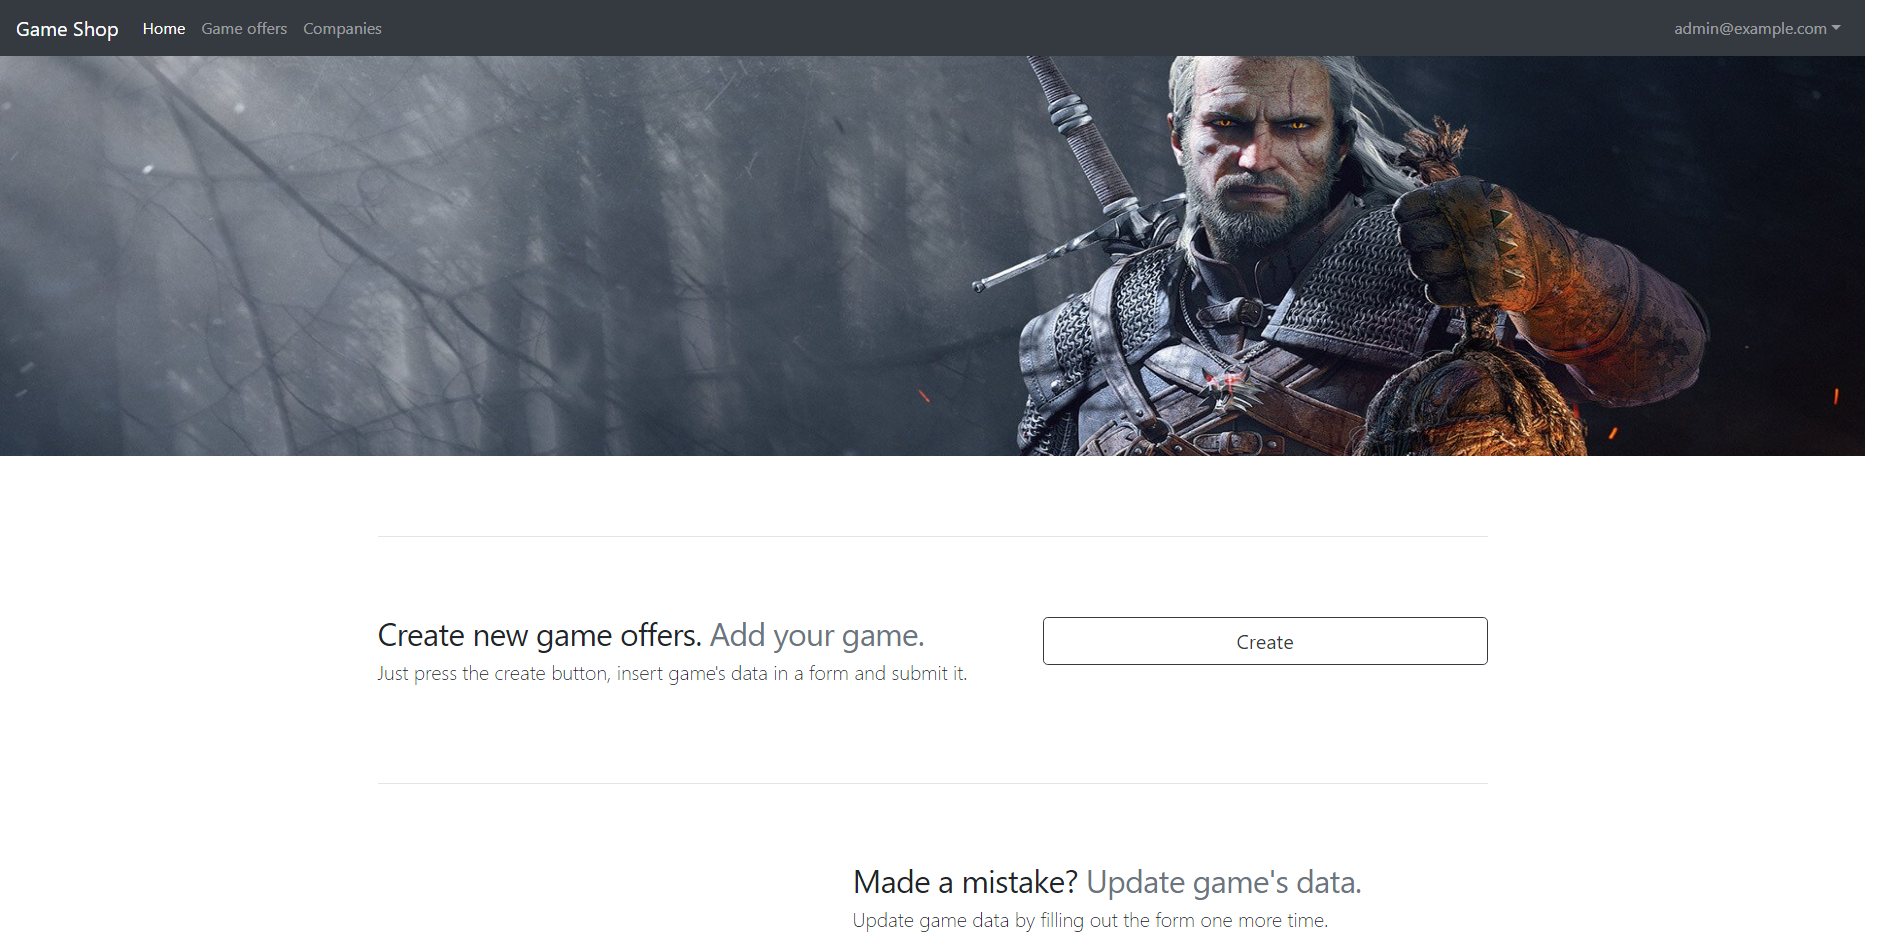 Game Shop Home Game offers Companies admin@example.com
Create new game offers. Add your game.
Just press the create button, insert game's data in a form and submit it.
Create
Made a mistake? Update game's data.
Update game data by filling out the form one more time.